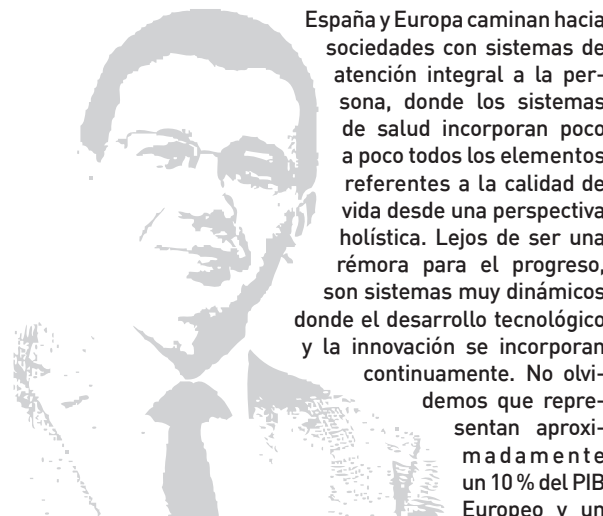 España y Europa caminan hacia
sociedades con sistemas de
atención integral a la per-
sona, donde los sistemas
de salud incorporan poco
a poco todos los elementos
referentes a la calidad de
vida desde una perspectiva
holística. Lejos de ser una
rémora para el progreso,
son sistemas muy dinámicos
donde el desarrollo tecnológico
y la innovación se incorporan
continuamente. No olvi-
demos que repre-
sentan aproxi-
madamente
un 10 % del PIB
Europeo y un